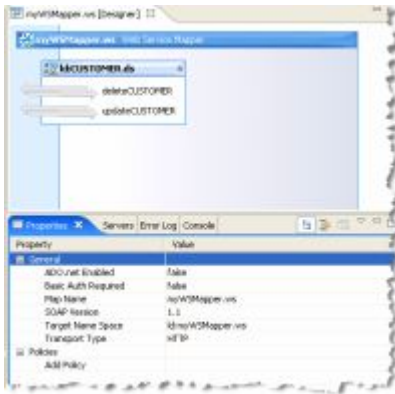 myWSMapper.ws [Designer]
myWSMapper.ws Web Service Mapper
CUSTOMER.ds
deleteCUSTOMER
updateCUSTOMER
Properties Servers Error Log Console
Property Value
General
ADO.net Enabled false
Basic Auth Required false
Map Name myWSMapper.ws
SOAP Version 1.1
Target Name Space ld:myWSMapper.ws
Transport Type HTTP
Policies
Add Policy